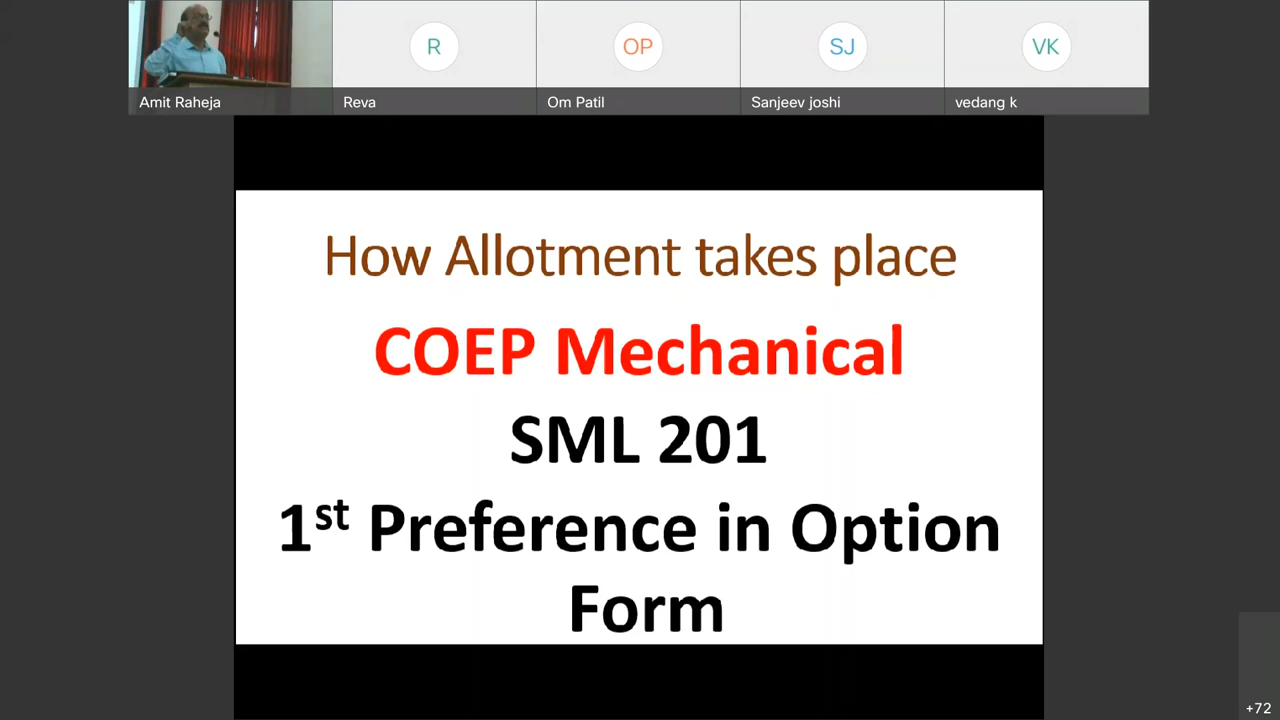 R
OP
SJ
VK
Amit Raheja
Reva
Om Patil
Sanjeev joshi
vedang k
How Allotment takes place
COEP Mechanical
SML 201
1st Preference in Option
Form
+72